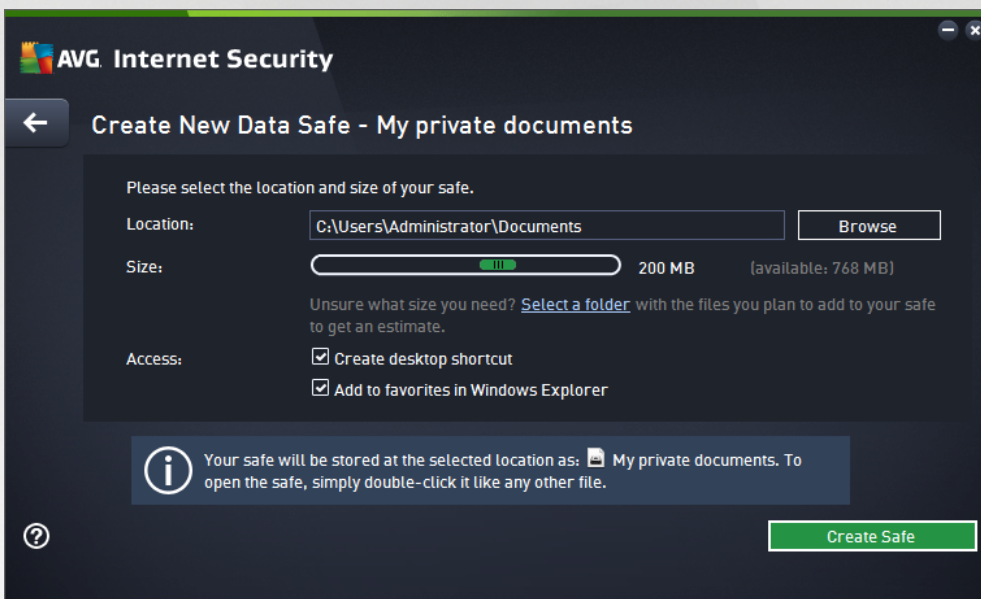 AVG. Internet Security
Create New Data Safe - My private documents
Please select the location and size of your safe.
Location: C:\Users\Administrator\Documents Browse
Size: 200 MB (available: 768 MB)
Unsure what size you need? Select a folder with the files you plan to add to your safe
to get an estimate.
Access: Create desktop shortcut
Add to favorites in Windows Explorer
Your safe will be stored at the selected location as: My private documents. To
open the safe, simply double-click it like any other file.
Create Safe